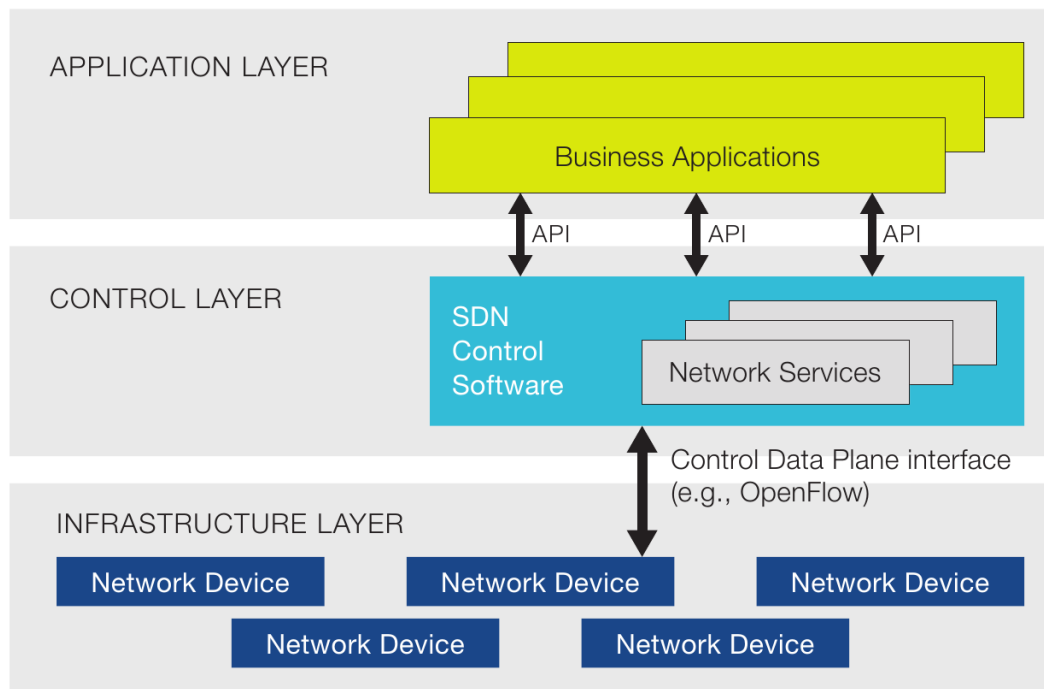 APPLICATION LAYER
Business Applications
API
API
API
CONTROL LAYER
SDN
Control
Software
Network Services
Control Data Plane interface
(e.g., OpenFlow)
INFRASTRUCTURE LAYER
Network Device
Network Device
Network Device
Network Device
Network Device